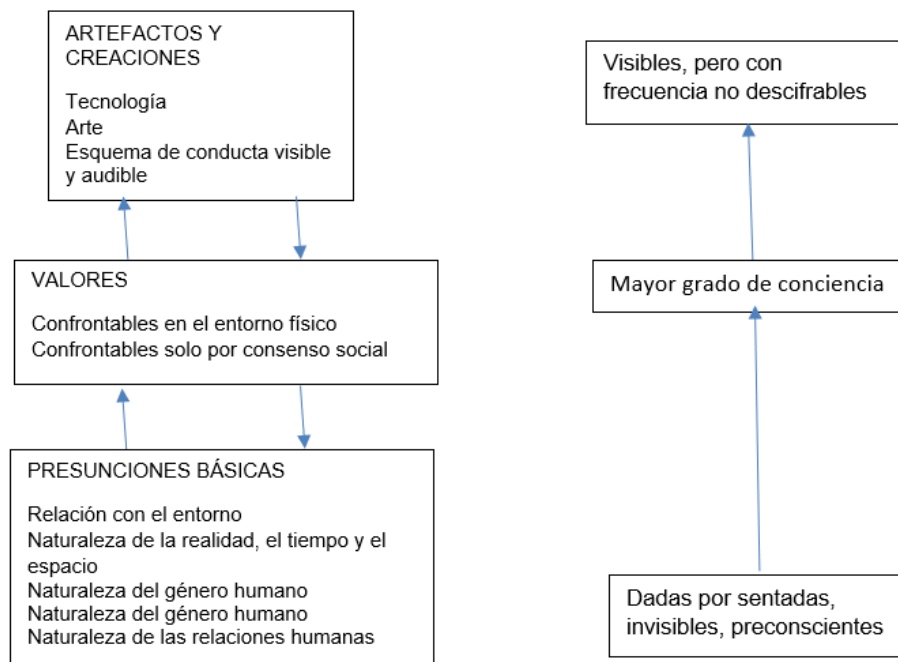 ARTEFACTOS Y
CREACIONES
Tecnología
Arte
Esquema de conducta visible
y audible
VALORES
Confrontables en el entorno físico
Confrontables solo por consenso social
PRESUNCIONES BÁSICAS
Relación con el entorno
Naturaleza de la realidad, el tiempo y el
espacio
Naturaleza del género humano
Naturaleza del género humano
Naturaleza de las relaciones humanas
Visibles, pero con
frecuencia no descifrables
Mayor grado de conciencia
Dadas por sentadas,
invisibles, preconscientes